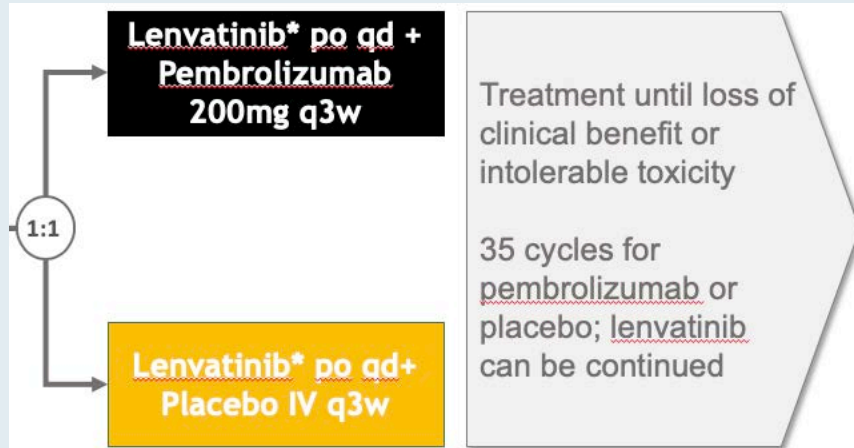 Lenvatinib* po qd +
Pembrolizumab
200mg q3w
1:1
Lenvatinib* po qd+
Placebo IV q3w
Treatment until loss of
clinical benefit or
intolerable toxicity
35 cycles for
pembrolizumab or
placebo; lenvatinib
can be continued